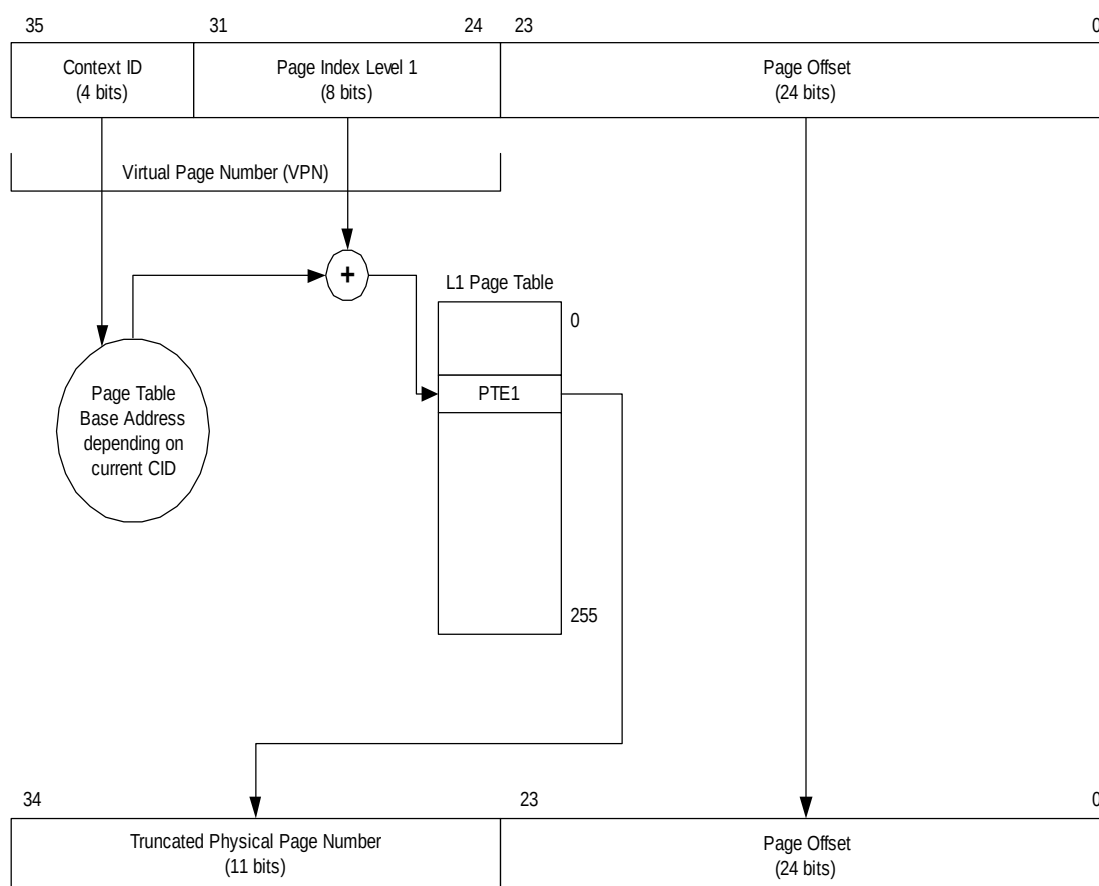 35 31 24 23 0
Context ID
(4 bits)
Page Index Level 1
(8 bits)
Page Offset
(24 bits)
Virtual Page Number (VPN)
+
L1 Page Table
0
PTE1
Page Table
Base Address
depending on
current CID
255
34 23 0
Truncated Physical Page Number
(11 bits)
Page Offset
(24 bits)